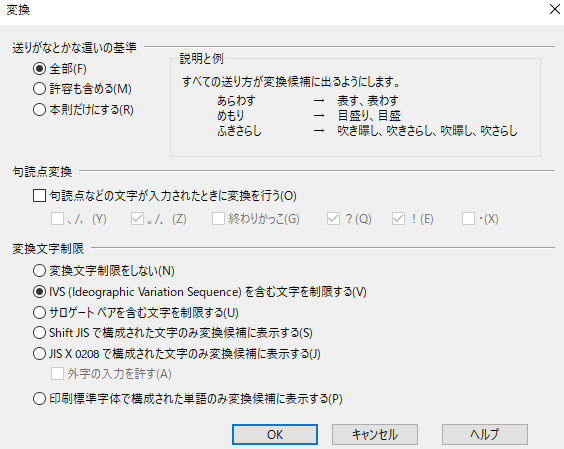 変換
送りがなとかな遣いの基準
全部(F)
許容も含める(M)
本則だけにする(R)
説明と例
すべての送り方が変換候補に出るようにします。
あらわす → 表す、表わす
めもり → 目盛り、目盛
ふきさらし → 吹き曝し、吹きさらし、吹曝し、吹さらし
句読点変換
句読点などの文字が入力されたときに変換を行う(O)
、/， (Y) 。/． (Z) 終わりかっこ(G) ？(Q) ！(E) ・(X)
変換文字制限
変換文字制限をしない(N)
IVS (Ideographic Variation Sequence) を含む文字を制限する(V)
サロゲート ペアを含む文字を制限する(U)
Shift JIS で構成された文字のみ変換候補に表示する(S)
JIS X 0208 で構成された文字のみ変換候補に表示する(J)
外字の入力を許す(A)
印刷標準字体で構成された単語のみ変換候補に表示する(P)
OK キャンセル ヘルプ